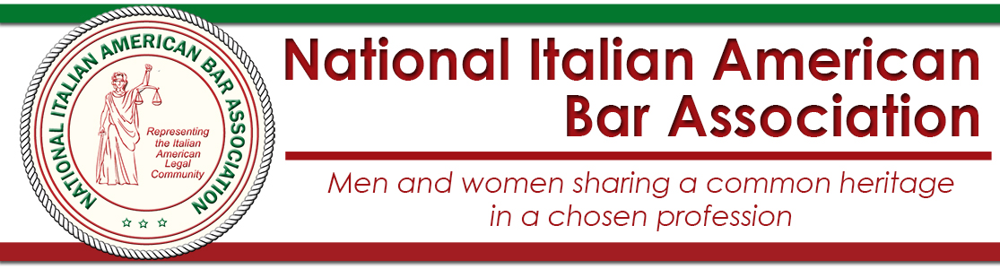 NATIONAL ITALIAN AMERICAN BAR ASSOCIATION
Representing
the Italian
American
Legal
Community
National Italian American
Bar Association
Men and women sharing a common heritage
in a chosen profession